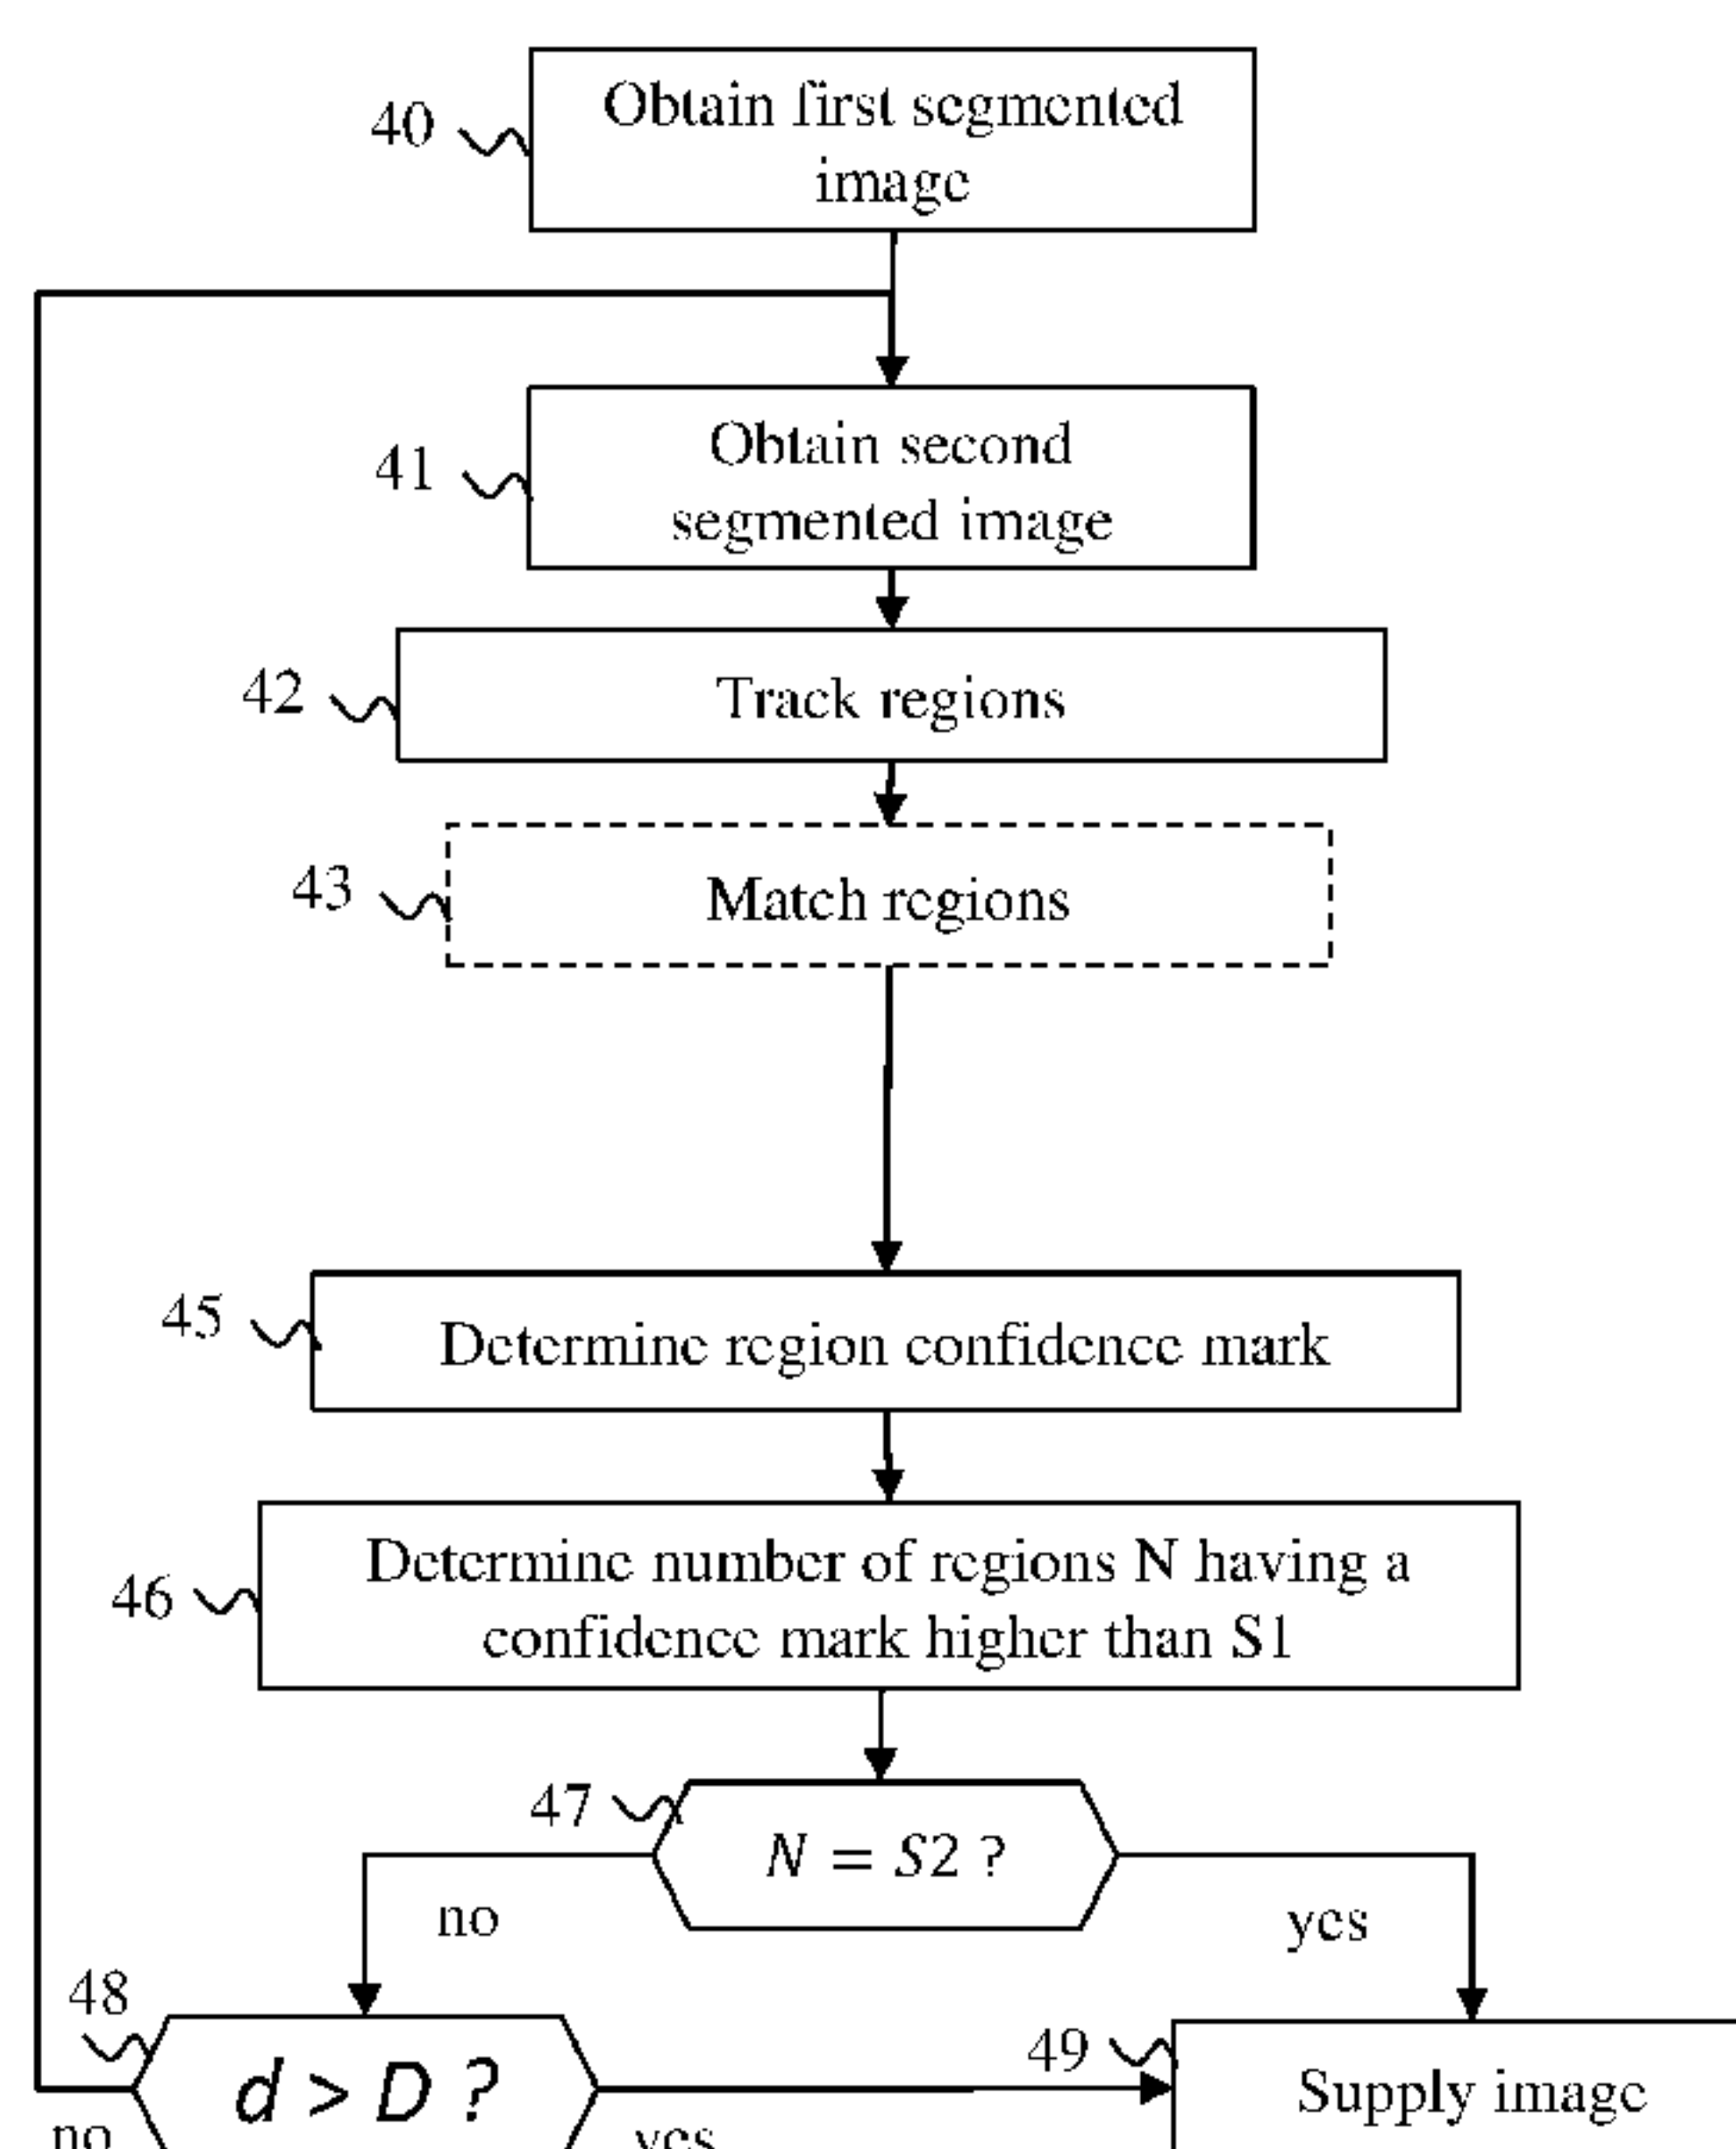 40
Obtain first segmented
image
41
Obtain second
segmented image
42
Track regions
43
Match regions
45
Determine region confidence mark
46
Determine number of regions N having a
confidence mark higher than S1
47
N = S2 ?
no
yes
48
d > D ?
49
Supply image
no
yes